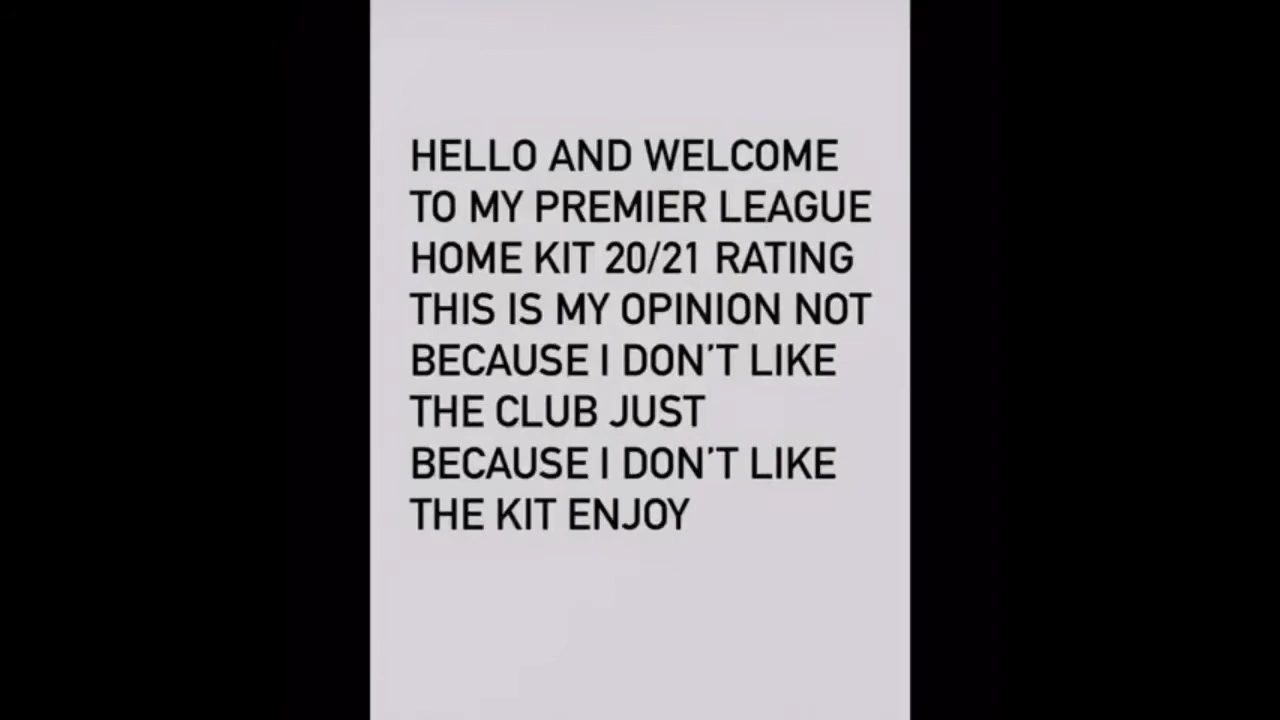 HELLO AND WELCOME
TO MY PREMIER LEAGUE
HOME KIT 20/21 RATING
THIS IS MY OPINION NOT
BECAUSE I DON'T LIKE
THE CLUB JUST
BECAUSE I DON'T LIKE
THE KIT ENJOY